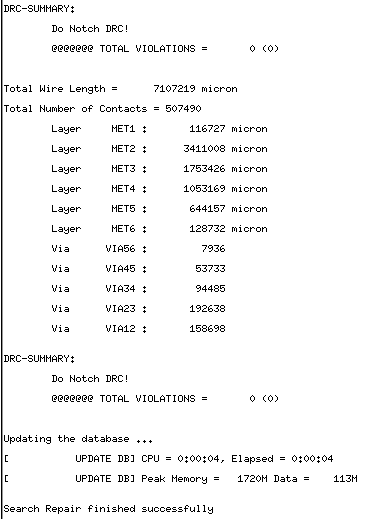 DRC-SUMMARY:
Do Notch DRC!
@@@@@@@ TOTAL VIOLATIONS = 0 (0)
Total Wire Length = 7107219 micron
Total Number of Contacts = 507490
Layer MET1 : 116727 micron
Layer MET2 : 3411008 micron
Layer MET3 : 1753426 micron
Layer MET4 : 1053169 micron
Layer MET5 : 644157 micron
Layer MET6 : 128732 micron
Via VIA56 : 7936
Via VIA45 : 53733
Via VIA34 : 94485
Via VIA23 : 192638
Via VIA12 : 158698
DRC-SUMMARY:
Do Notch DRC!
@@@@@@@ TOTAL VIOLATIONS = 0 (0)
Updating the database ...
[ UPDATE DB] CPU = 0:00:04, Elapsed = 0:00:04
[ UPDATE DB] Peak Memory = 1720M Data = 113M
Search Repair finished successfully